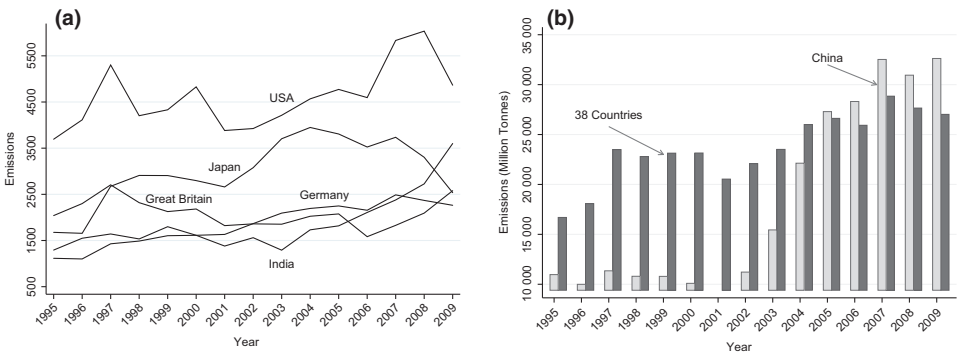 (a)
Emissions
5500
4500
3500
2500
1500
500
USA
Japan
Great Britain
Germany
India
1995 1996 1997 1998 1999 2000 2001 2002 2003 2004 2005 2006 2007 2008 2009
Year
(b)
Emissions (Million Tonnes)
35 000
30 000
25 000
20 000
15 000
10 000
China
38 Countries
1995 1996 1997 1998 1999 2000 2001 2002 2003 2004 2005 2006 2007 2008 2009
Year